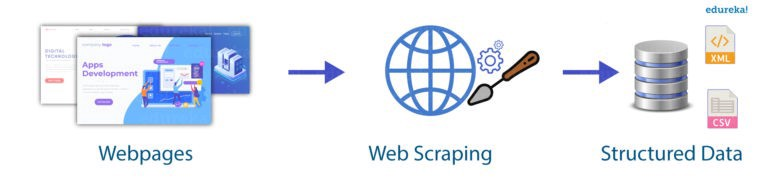 edureka!
DIGITAL
TECHNOLOGY
company logo
Apps
Development
</>
XML
CSV
Webpages
Web Scraping
Structured Data